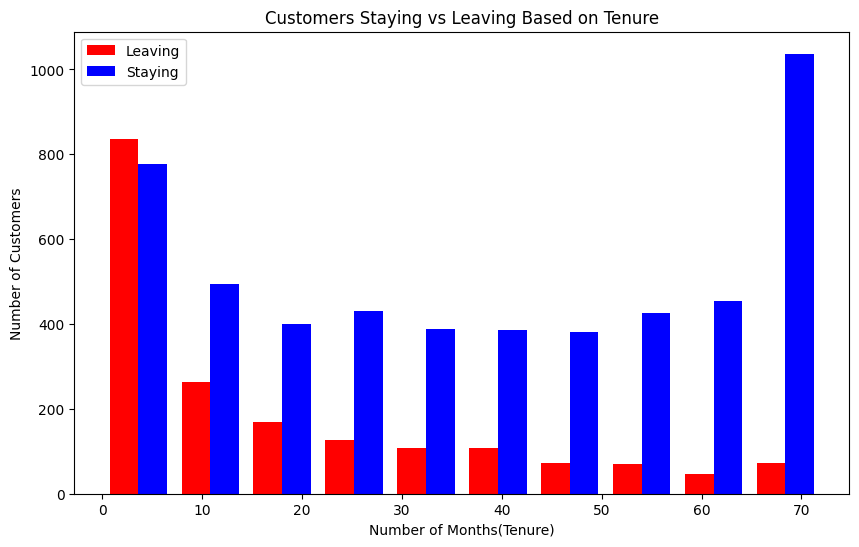 Customers Staying vs Leaving Based on Tenure
Leaving
Staying
Number of Customers
1000
800
600
400
200
0
0 10 20 30 40 50 60 70
Number of Months(Tenure)